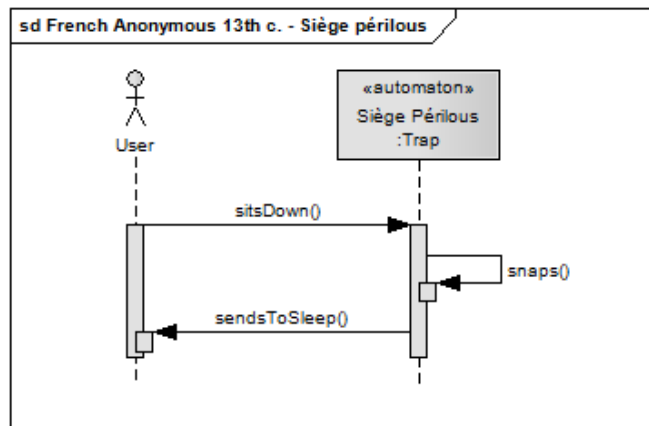 sd French Anonymous 13th c. - Siège périlous
«automaton»
Siège Périlous
:Trap
User
sitsDown()
snaps()
sendsToSleep()